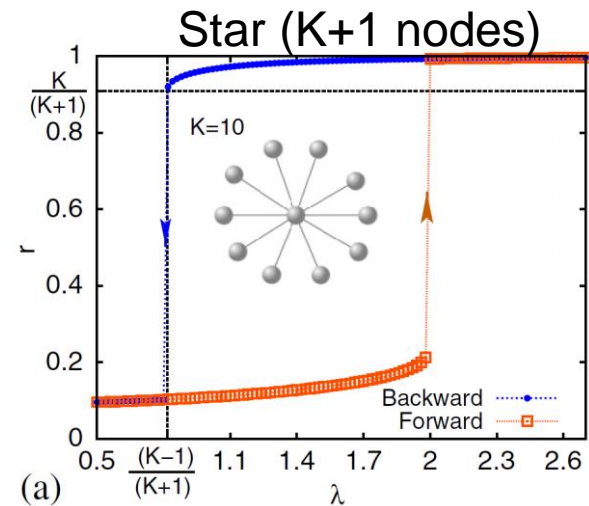 Star (K+1 nodes)
1
K
(K+1)
0.8
0.6
0.4
0.2
0
r
K=10
Backward
Forward
0.5
(K−1)
(K+1)
1.1
1.4
1.7
2
2.3
2.6
(a)
λ